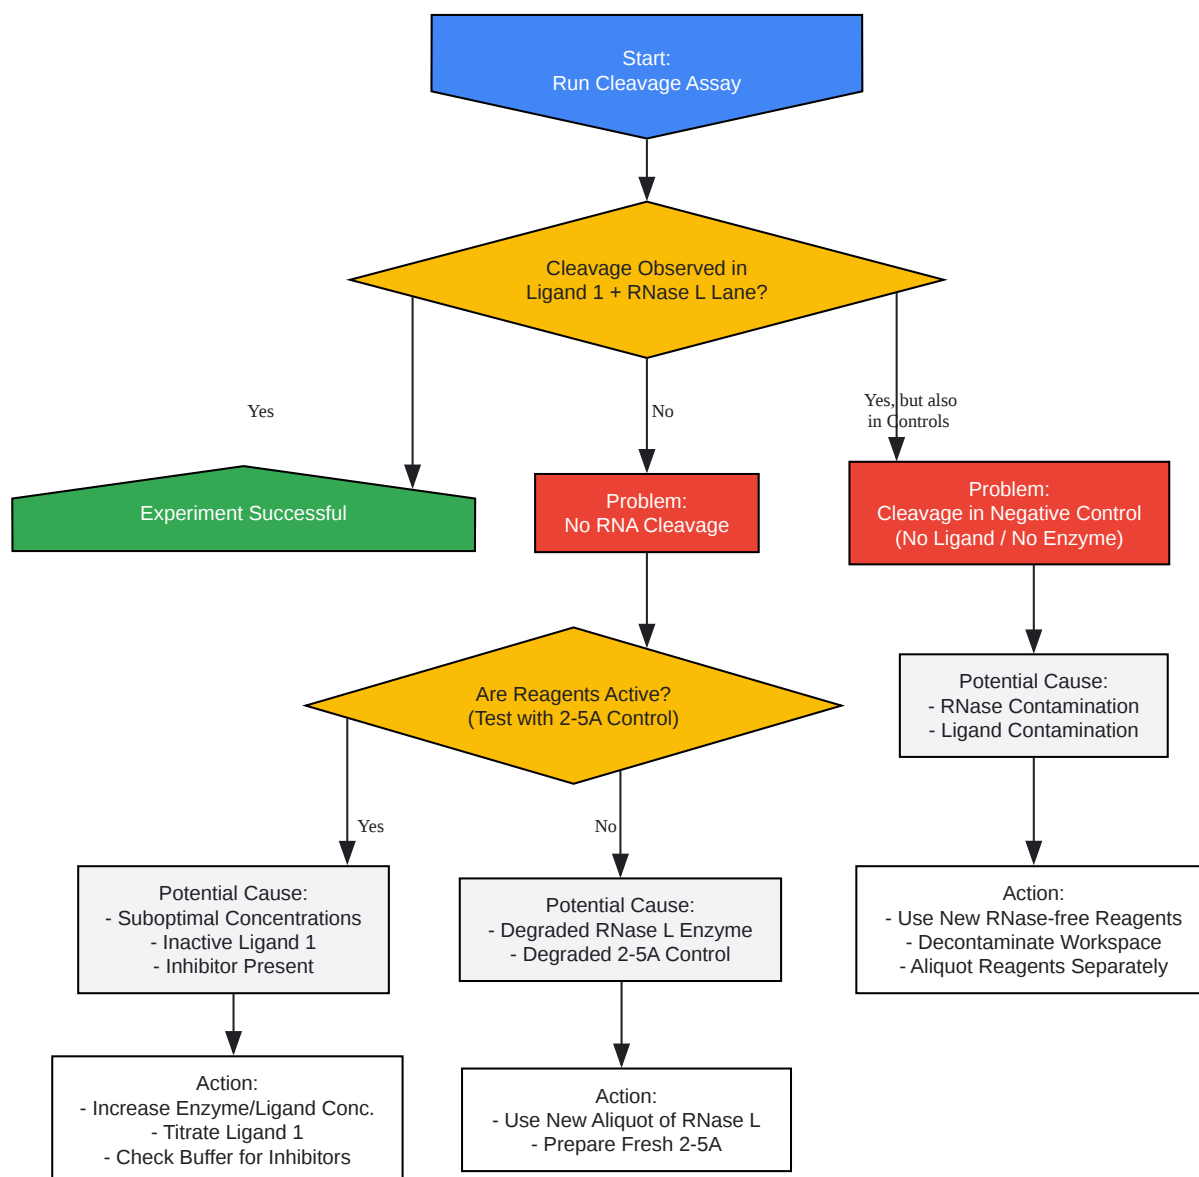 Start:
Run Cleavage Assay
Cleavage Observed in
Ligand 1 + RNase L Lane?
Yes
No
Yes, but also
in Controls
Experiment Successful
Problem:
No RNA Cleavage
Problem:
Cleavage in Negative Control
(No Ligand / No Enzyme)
Are Reagents Active?
(Test with 2-5A Control)
Potential Cause:
- RNase Contamination
- Ligand Contamination
Yes
No
Potential Cause:
- Suboptimal Concentrations
- Inactive Ligand 1
- Inhibitor Present
Potential Cause:
- Degraded RNase L Enzyme
- Degraded 2-5A Control
Action:
- Use New RNase-free Reagents
- Decontaminate Workspace
- Aliquot Reagents Separately
Action:
- Increase Enzyme/Ligand Conc.
- Titrate Ligand 1
- Check Buffer for Inhibitors
Action:
- Use New Aliquot of RNase L
- Prepare Fresh 2-5A